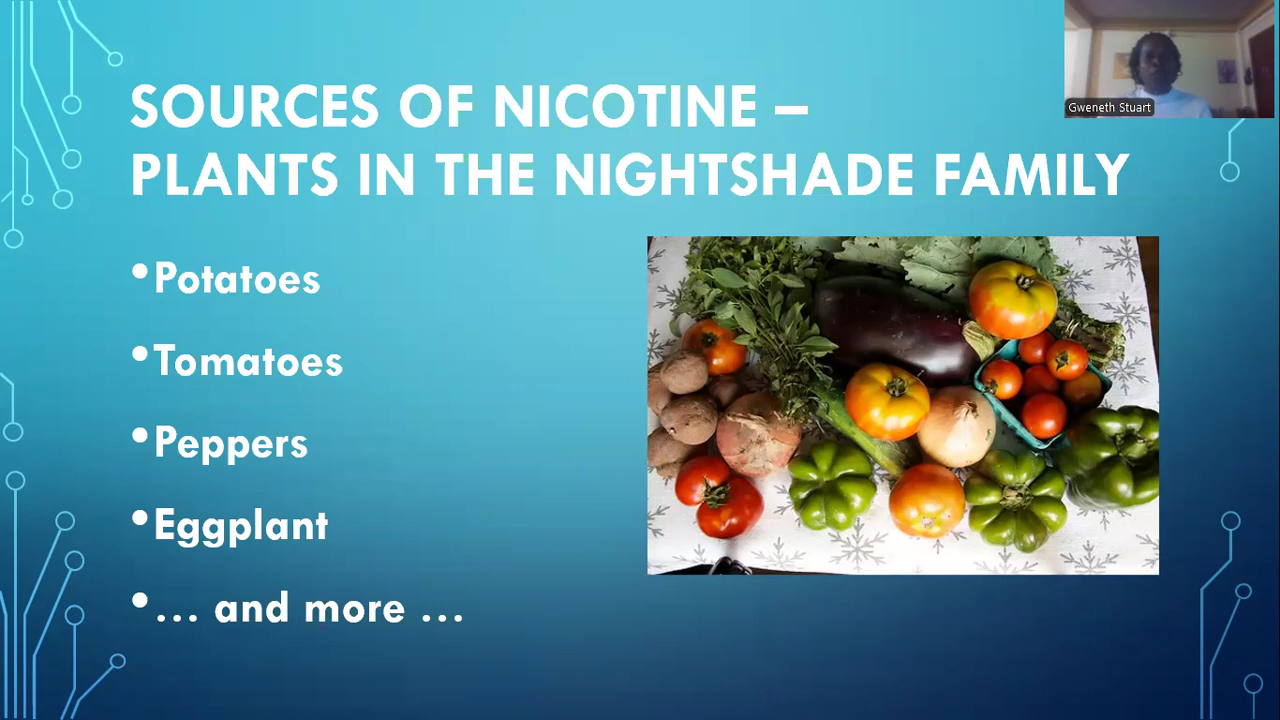 SOURCES OF NICOTINE –
PLANTS IN THE NIGHTSHADE FAMILY
Gweneth Stuart
•Potatoes
•Tomatoes
•Peppers
•Eggplant
•… and more …